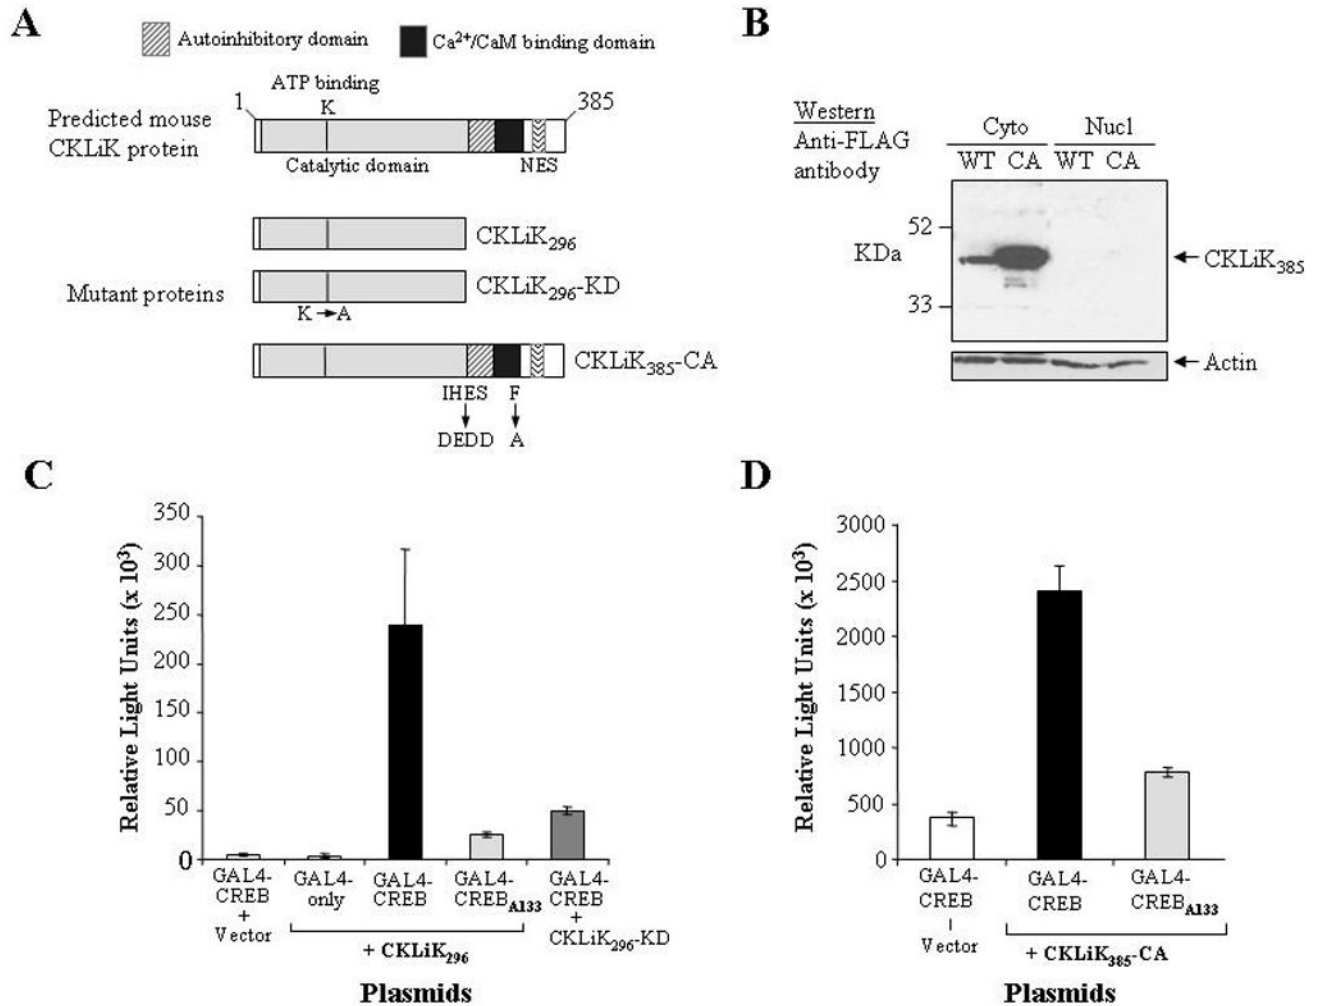 A
Autoinhibitory domain
Ca2+/CaM binding domain
ATP binding
1
K
385
Predicted mouse
CKLiK protein
Catalytic domain
NES
CKLiK296
Mutant proteins
CKLiK296-KD
K→A
CKLiK385-CA
IHES F
DEDD A
B
Western
Anti-FLAG
antibody
Cyto Nucl
WT CA WT CA
52
KDa
33
CKLiK385
Actin
C
Relative Light Units (x 10³)
350
300
250
200
150
100
50
0
GAL4-
CREB
+
Vector
GAL4-
only
GAL4-
CREB
GAL4-
CREBA133
GAL4-
CREB
+
CKLiK296-KD
+ CKLiK296
Plasmids
D
Relative Light Units (x 10³)
3000
2500
2000
1500
1000
500
0
GAL4-
CREB
Vector
GAL4-
CREB
GAL4-
CREBA133
+ CKLiK385-CA
Plasmids